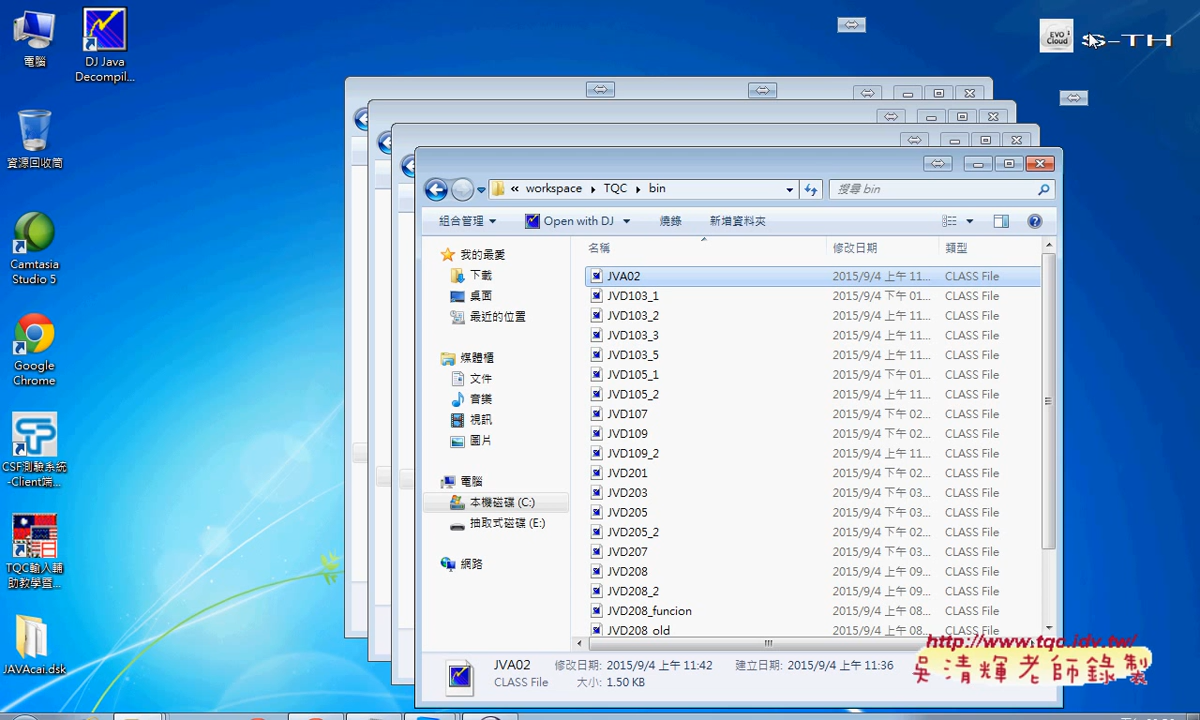 電腦
DJ Java
Decompil...
資源回收筒
Camtasia
Studio 5
Google
Chrome
CSF測驗系統
-Client端...
TQC輸入輔
助教學暨...
JAVAcai.dsk
EVO
Cloud
S-TH
« workspace ▸ TQC ▸ bin
搜尋 bin
組合管理 Open with DJ 燒錄 新增資料夾
我的最愛
下載
桌面
最近的位置
媒體櫃
文件
音樂
視訊
圖片
電腦
本機磁碟 (C:)
抽取式磁碟 (E:)
網路
名稱 修改日期 類型
JVA02 2015/9/4 上午 11... CLASS File
JVD103_1 2015/9/4 下午 01... CLASS File
JVD103_2 2015/9/4 上午 11... CLASS File
JVD103_3 2015/9/4 上午 11... CLASS File
JVD103_5 2015/9/4 上午 11... CLASS File
JVD105_1 2015/9/4 下午 01... CLASS File
JVD105_2 2015/9/4 上午 11... CLASS File
JVD107 2015/9/4 下午 02... CLASS File
JVD109 2015/9/4 下午 02... CLASS File
JVD109_2 2015/9/4 上午 11... CLASS File
JVD201 2015/9/4 下午 02... CLASS File
JVD203 2015/9/4 下午 03... CLASS File
JVD205 2015/9/4 下午 03... CLASS File
JVD205_2 2015/9/4 下午 02... CLASS File
JVD207 2015/9/4 下午 03... CLASS File
JVD208 2015/9/4 上午 09... CLASS File
JVD208_2 2015/9/4 上午 09... CLASS File
JVD208_funcion 2015/9/4 上午 08... CLASS File
JVD208_old 2015/9/4 上午 08... CLASS File
JVA02 修改日期: 2015/9/4 上午 11:42 建立日期: 2015/9/4 上午 11:36
CLASS File 大小: 1.50 KB
http://www.tqc.idv.tw/
吳清輝老師錄製